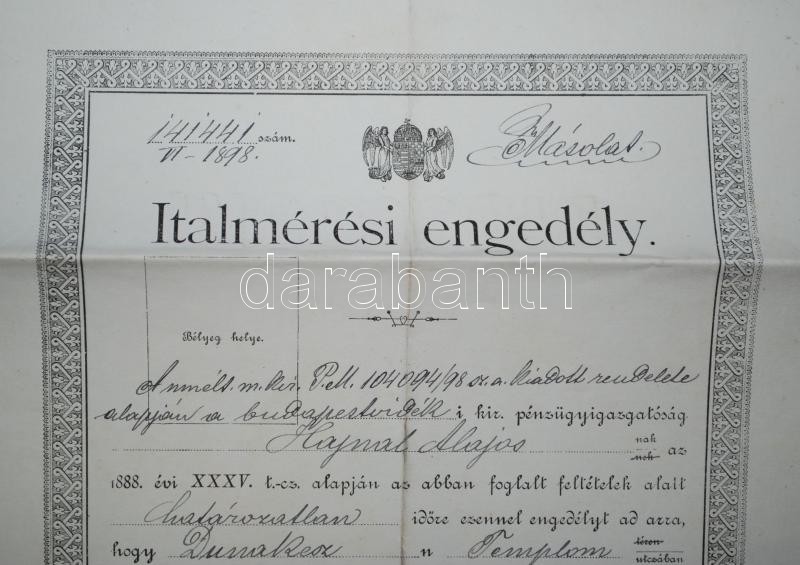 141441 szám.
VI - 1898.
Másolat.
Italmérési engedély.
darabanth
Bélyeg helye.
A nmélt. m. kir. P.M. 104094/98 sz. a. kiadott rendelete
alapján a budapestvidéki kir. pénzügyigazgatóság
Hajnal Alajos nak nek az
1888. évi XXXV. t.-cz. alapján az abban foglalt feltételek alatt
határozatlan időre ezennel engedélyt ad arra,
hogy Dunakesz n Templom téren utczában